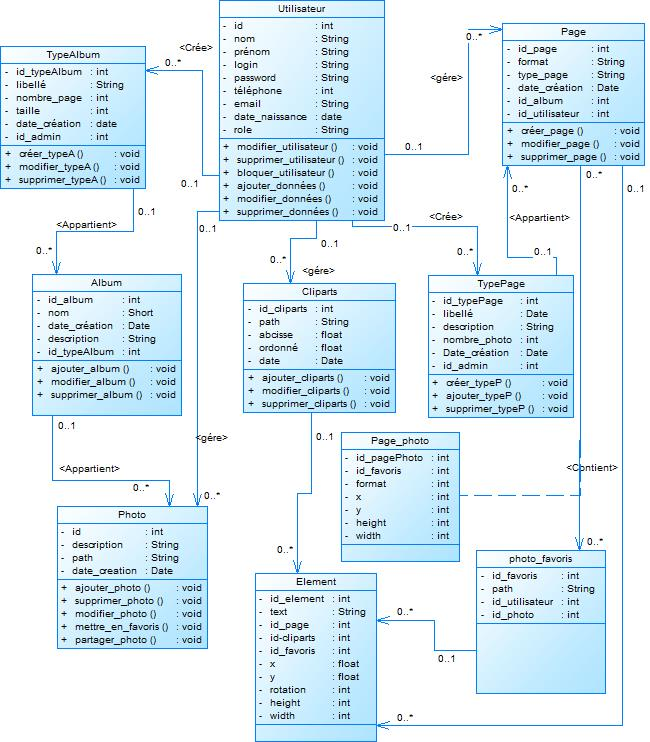 Utilisateur
- id : int
- nom : String
- prénom : String
- login : String
- password : String
- téléphone : int
- email : String
- date_naissance : date
- role : String
+ modifier_utilisateur () : void
+ supprimer_utilisateur () : void
+ bloquer_utilisateur () : void
+ ajouter_données () : void
+ modifier_données () : void
+ supprimer_données () : void
Page
- id_page : int
- format : String
- type_page : String
- date_création : Date
- id_album : int
- id_utilisateur : int
+ créer_page () : void
+ modifier_page () : void
+ supprimer_page () : void
TypeAlbum
- id_typeAlbum : int
- libellé : String
- nombre_page : int
- taille : int
- date_création : date
- id_admin : int
+ créer_typeA () : void
+ modifier_typeA () : void
+ supprimer_typeA () : void
<Crée>
0..*
0..1
0..*
<gére>
0..1
0..1
<Appartient>
0..*
0..1
0..1
0..*
<gére>
0..1
<Crée>
0..*
0..*
<Appartient>
0..1
0..*
0..1
Album
- id_album : int
- nom : Short
- date_création : Date
- description : String
- id_typeAlbum : int
+ ajouter_album () : void
+ modifier_album () : void
+ supprimer_album () : void
Cliparts
- id_cliparts : int
- path : String
- abcisse : float
- ordonné : float
- date : Date
+ ajouter_cliparts () : void
+ modifier_cliparts () : void
+ supprimer_cliparts () : void
TypePage
- id_typePage : int
- libellé : Date
- description : String
- nombre_photo : int
- Date_création : Date
- id_admin : int
+ créer_typeP () : void
+ ajouter_typeP () : void
+ supprimer_typeP () : void
0..1
<Appartient>
0..*
<gére>
0..*
0..1
0..*
<Contient>
0..*
Page_photo
- id_pagePhoto : int
- id_favoris : int
- format : int
- x : int
- y : int
- height : int
- width : int
Photo
- id : int
- description : String
- path : String
- date_creation : Date
+ ajouter_photo () : void
+ supprimer_photo () : void
+ modifier_photo () : void
+ mettre_en_favoris () : void
+ partager_photo () : void
Element
- id_element : int
- text : String
- id_page : int
- id-cliparts : int
- id_favoris : int
- x : float
- y : float
- rotation : int
- height : int
- width : int
photo_favoris
- id_favoris : int
- path : String
- id_utilisateur : int
- id_photo : int
0..*
0..1
0..*